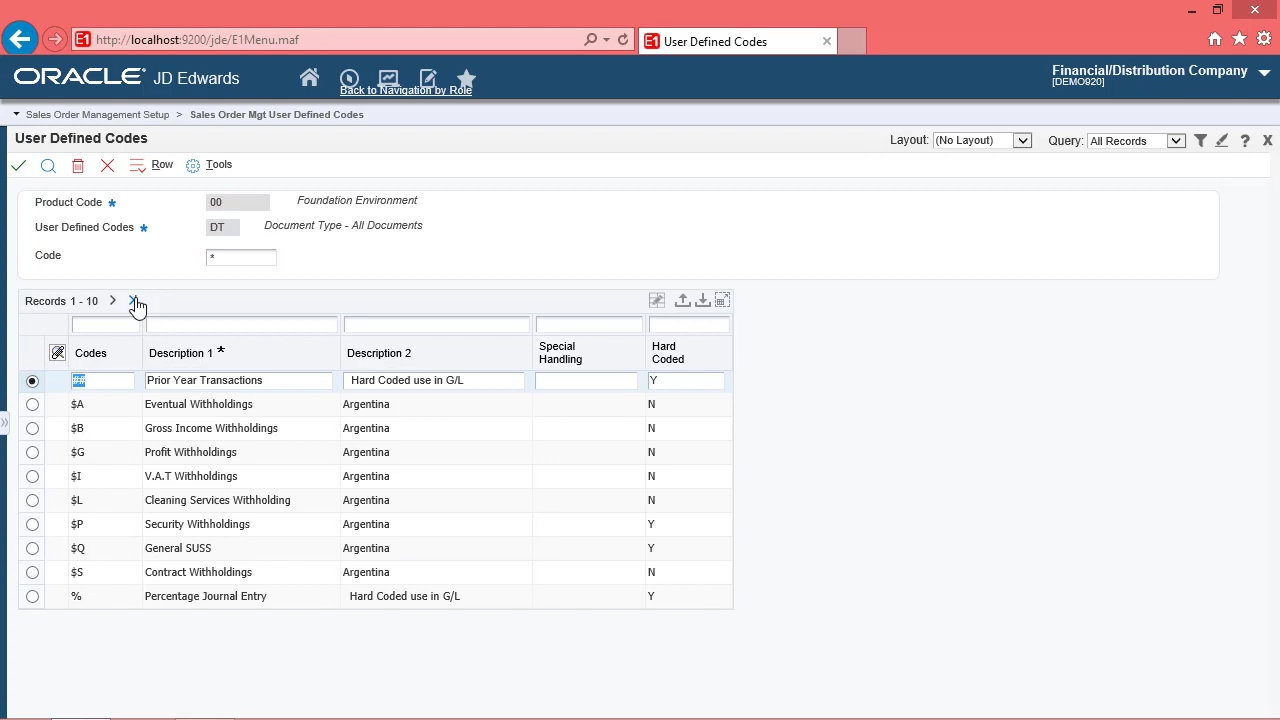 E1 http://localhost:9200/jde/E1Menu.maf
E1 User Defined Codes
ORACLE JD Edwards
Back to Navigation by Role
Financial/Distribution Company
[DEMO920]
Sales Order Management Setup > Sales Order Mgt User Defined Codes
User Defined Codes
Layout: (No Layout) Query: All Records ? X
Row Tools
Product Code * 00 Foundation Environment
User Defined Codes * DT Document Type - All Documents
Code *
Records 1 - 10 >
Codes Description 1 * Description 2 Special Handling Hard Coded
## Prior Year Transactions Hard Coded use in G/L Y
$A Eventual Withholdings Argentina N
$B Gross Income Withholdings Argentina N
$G Profit Withholdings Argentina N
$I V.A.T Withholdings Argentina N
$L Cleaning Services Withholding Argentina N
$P Security Withholdings Argentina Y
$Q General SUSS Argentina Y
$S Contract Withholdings Argentina N
% Percentage Journal Entry Hard Coded use in G/L Y